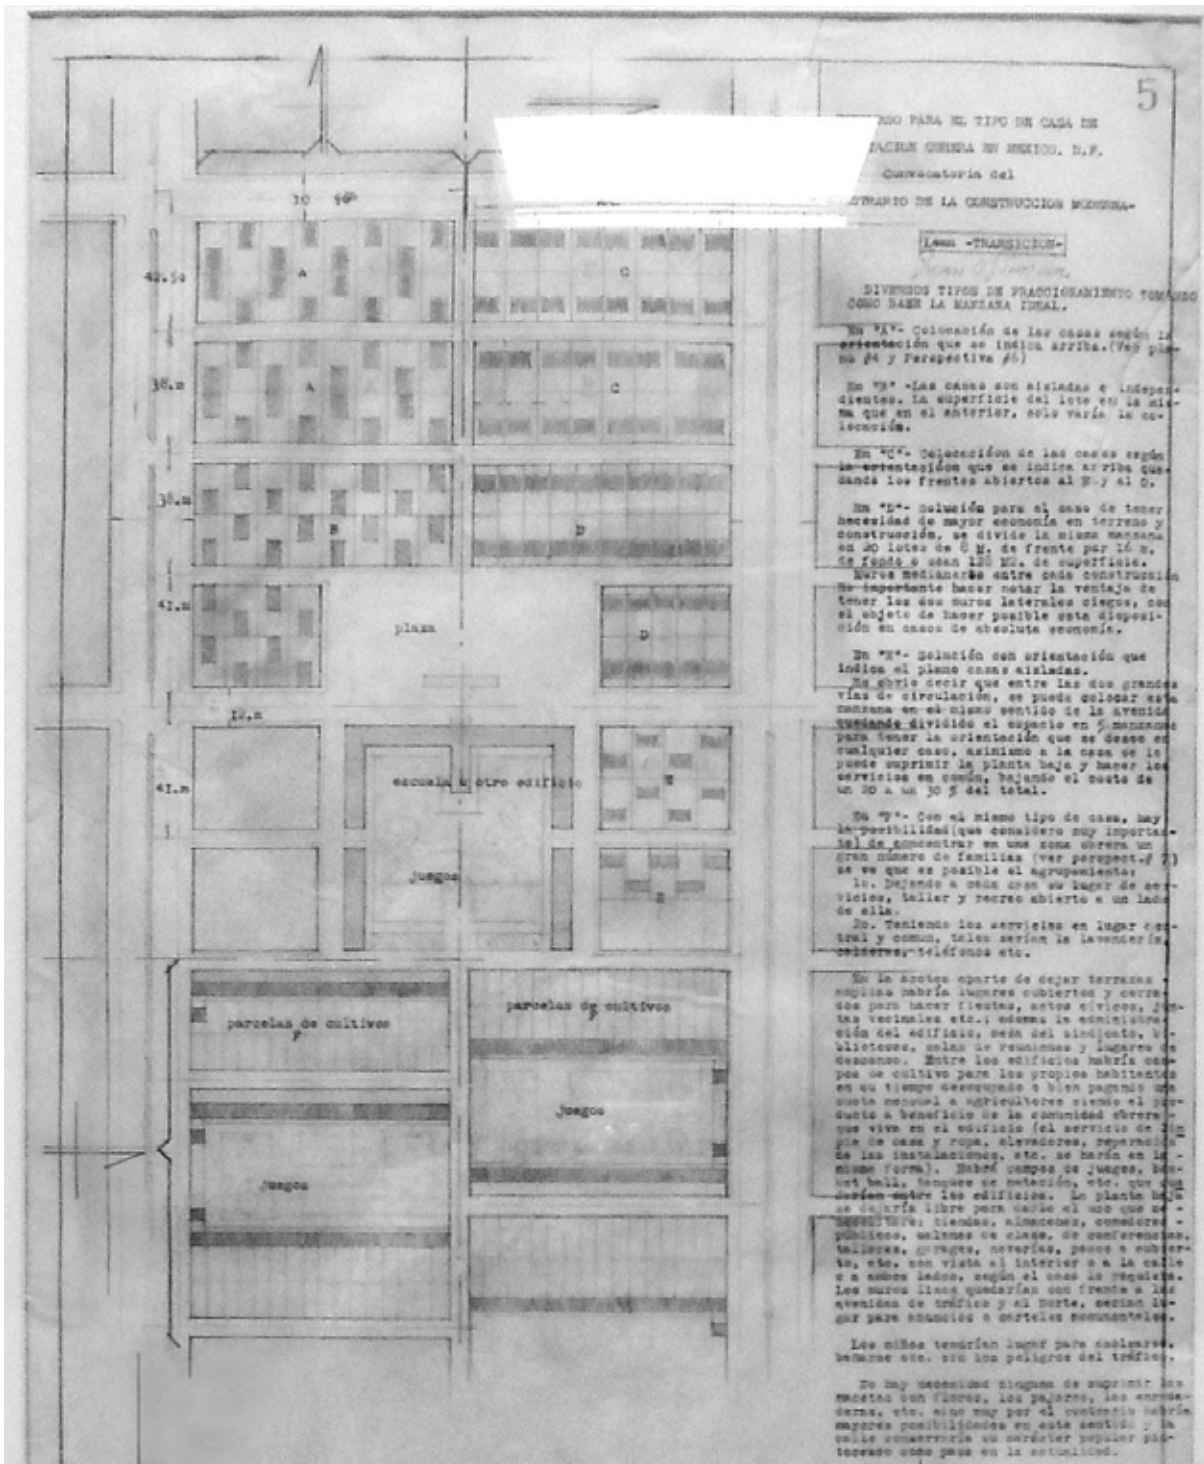 5
PARA EL TIPO DE CASA DE
OBRERA EN MEXICO. D.F.
Convocatoria del
DE LA CONSTRUCCION MODERNA-
Lema -TRANSICION-
DIVERSOS TIPOS DE FRACCIONAMIENTO TOMANDO
COMO BASE LA MANZANA IDEAL.
En "A"- Colocación de las casas según la
orientación que se indica arriba.(Ver pla-
no #4 y Perspectiva #6)
En "B" -Las casas son aisladas e indepen-
dientes. La superficie del lote es la mis-
ma que en el anterior, solo varía la co-
locación.
En "C"- Colocación de las casas según
la orientación que se indica arriba que-
dando los frentes abiertos al N.y al O.
En "D"- Solución para el caso de tener
necesidad de mayor economía en terreno y
construcción, se divide la misma manzana
en 20 lotes de 8 M. de frente por 16 m.
de fondo o sean 128 M2. de superficie.
Muros medianeros entre cada construcción
Es importante hacer notar la ventaja de
tener los dos muros laterales ciegos, con
el objeto de hacer posible esta disposi-
ción en casos de absoluta economía.
En "E"- Solución con orientación que
indica el plano casas aisladas.
Es obvio decir que entre las dos grandes
vías de circulación, se puede colocar esta
manzana en el mismo sentido de la avenida
quedando dividido el espacio en 5 manzanas
para tener la orientación que se desee en
cualquier caso, asimismo a la casa se le
puede suprimir la planta baja y hacer los
servicios en común, bajando el costo de
un 20 a un 30 % del total.
En "F"- Con el mismo tipo de casa, hay
la posibilidad(que considero muy importan-
te) de concentrar en una zona obrera un
gran número de familias (ver perspect.# 7)
se ve que es posible el agrupamiento:
1o. Dejando a cada casa su lugar de ser-
vicios, taller y recreo abierto a un lado
de ella.
2o. Teniendo los servicios en lugar cen-
tral y comun, tales serían la lavandería,
calderas, teléfonos etc.
En la azotea aparte de dejar terrazas
amplias habría lugares cubiertos y cerra-
dos para hacer fiestas, actos cívicos, jun-
tas vecinales etc.; ademas la administra-
ción del edificio, mesa del sindicato, bi-
bliotecas, salas de reuniones y lugares de
descanso. Entre los edificios habría cam-
pos de cultivo para los propios habitantes
en su tiempo desocupado o bien pagando una
cuota mensual a agricultores siendo el pro-
ducto a beneficio de la comunidad obrera
que viva en el edificio (el servicio de lim
pia de casa y ropa, elevadores, reparación
de las instalaciones, etc. se harán en la -
misma forma). Habrá campos de juegos, bas-
ket ball, tanques de natación, etc. que que
darían entre los edificios. La planta baja
se dejaría libre para darle el uso que se -
necesitare: tiendas, almacenes, comedores -
públicos, salones de clase, de conferencias,
talleres, garages, neverías, paseo a cubier-
to, etc. con vista al interior o a la calle
o a ambos lados, según el caso lo requiera.
Los muros lisos quedarían con frente a las
avenidas de tráfico y al Norte, serían lu-
gar para anuncios o carteles monumentales.
Los niños tendrían lugar para asolearse,
bañarse etc. sin los peligros del tráfico.
No hay necesidad ninguna de suprimir las
macetas con flores, los pájaros, las enreda-
deras, etc. sino muy por el contrario habría
mayores posibilidades en este sentido y la
calle conservaría su carácter popular pin-
toresco como pasa en la actualidad.
42.50
A
C
38.m
A
C
38.m
B
D
41.m
plaza
D
12.m
41.m
escuela u otro edificio
E
juegos
E
parcelas de cultivos
F
parcelas de cultivos
F
juegos
juegos